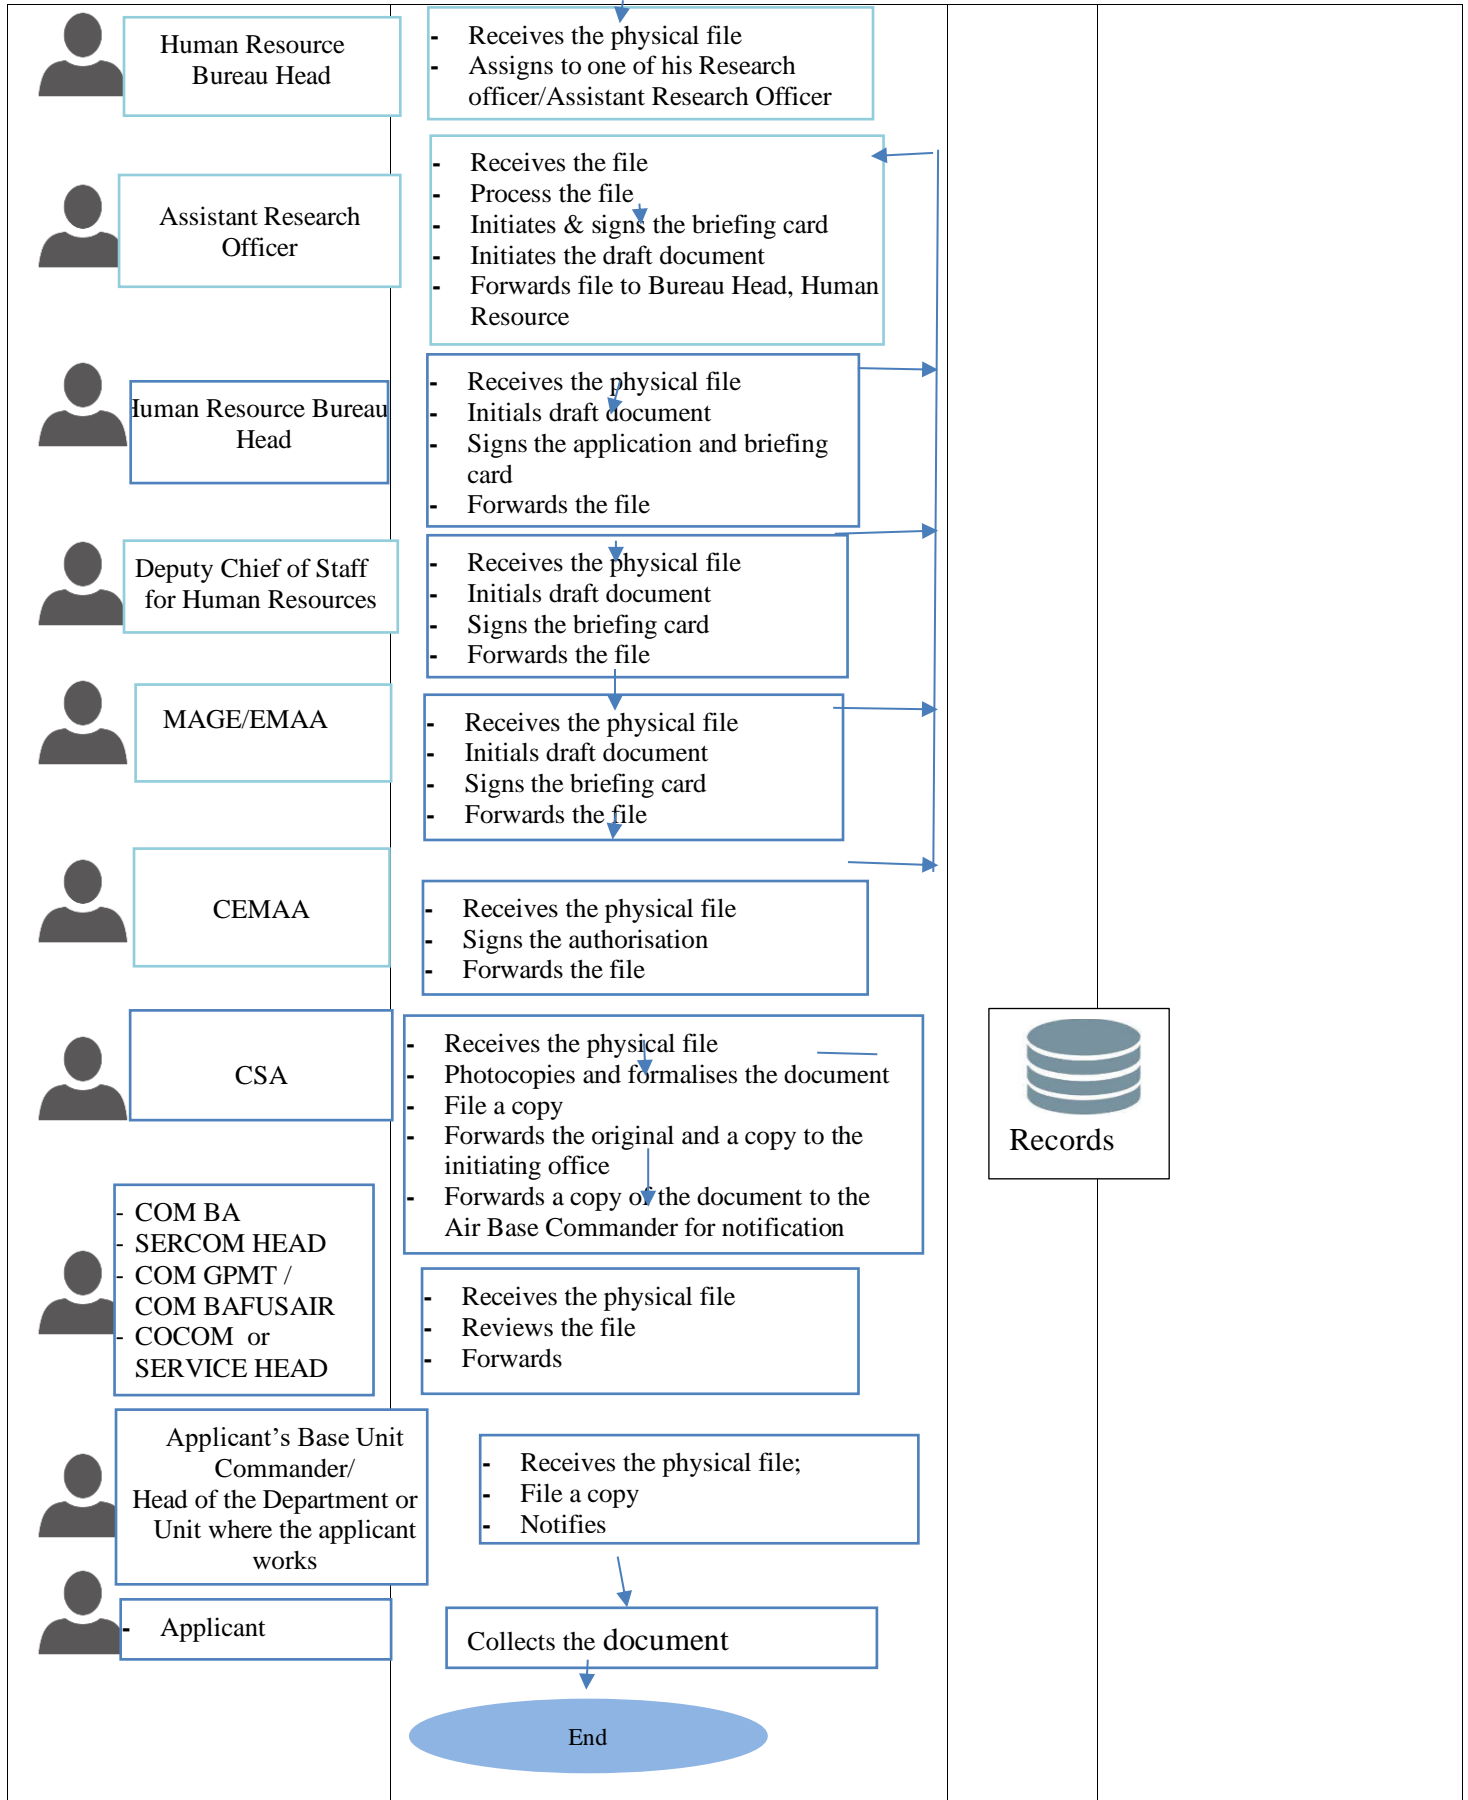 Human Resource
Bureau Head
- Receives the physical file
- Assigns to one of his Research
officer/Assistant Research Officer
Assistant Research
Officer
- Receives the file
- Process the file
- Initiates & signs the briefing card
- Initiates the draft document
- Forwards file to Bureau Head, Human
Resource
Human Resource Bureau
Head
- Receives the physical file
- Initials draft document
- Signs the application and briefing
card
- Forwards the file
Deputy Chief of Staff
for Human Resources
- Receives the physical file
- Initials draft document
- Signs the briefing card
- Forwards the file
MAGE/EMAA
- Receives the physical file
- Initials draft document
- Signs the briefing card
- Forwards the file
CEMAA
- Receives the physical file
- Signs the authorisation
- Forwards the file
CSA
- Receives the physical file
- Photocopies and formalises the document
- File a copy
- Forwards the original and a copy to the
initiating office
- Forwards a copy of the document to the
Air Base Commander for notification
Records
- COM BA
- SERCOM HEAD
- COM GPMT /
COM BAFUSAIR
- COCOM or
SERVICE HEAD
- Receives the physical file
- Reviews the file
- Forwards
Applicant’s Base Unit
Commander/
Head of the Department or
Unit where the applicant
works
- Receives the physical file;
- File a copy
- Notifies
- Applicant
Collects the document
End